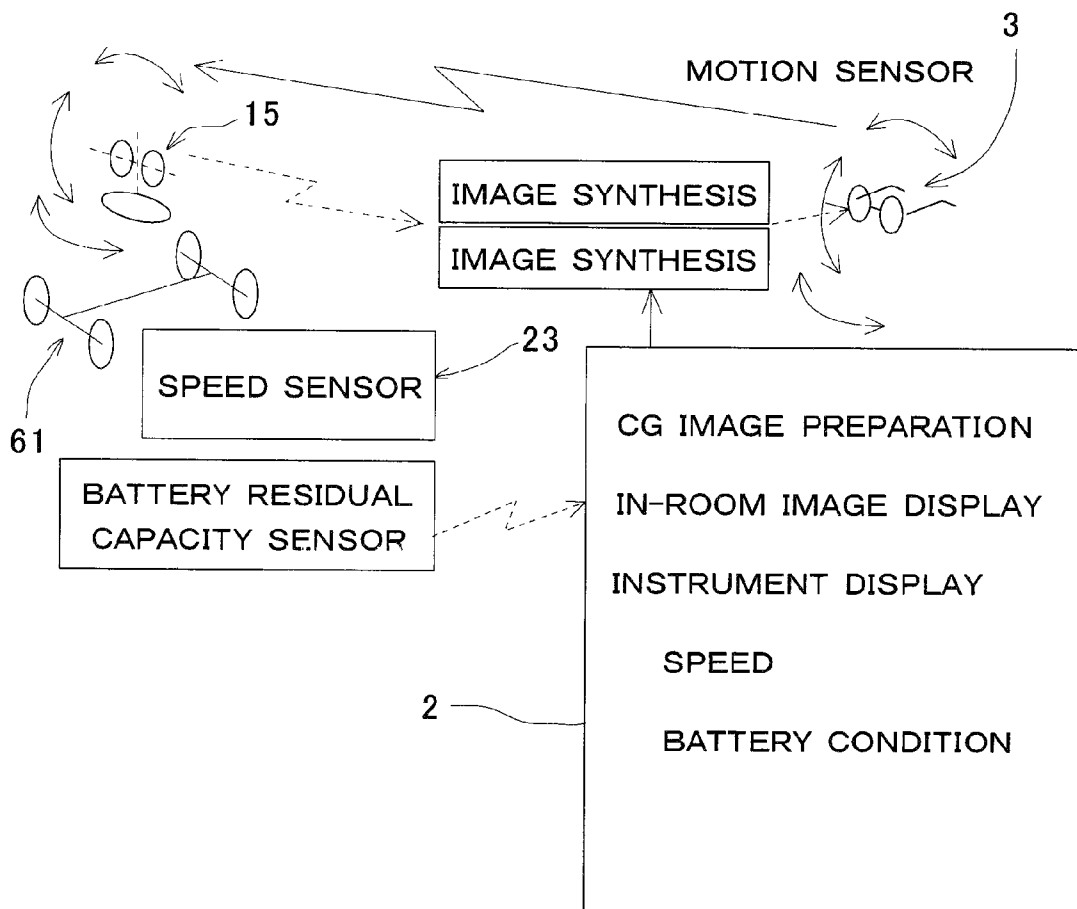 3
MOTION SENSOR
15
IMAGE SYNTHESIS
IMAGE SYNTHESIS
23
SPEED SENSOR
61
BATTERY RESIDUAL
CAPACITY SENSOR
CG IMAGE PREPARATION
IN-ROOM IMAGE DISPLAY
INSTRUMENT DISPLAY
SPEED
2
BATTERY CONDITION